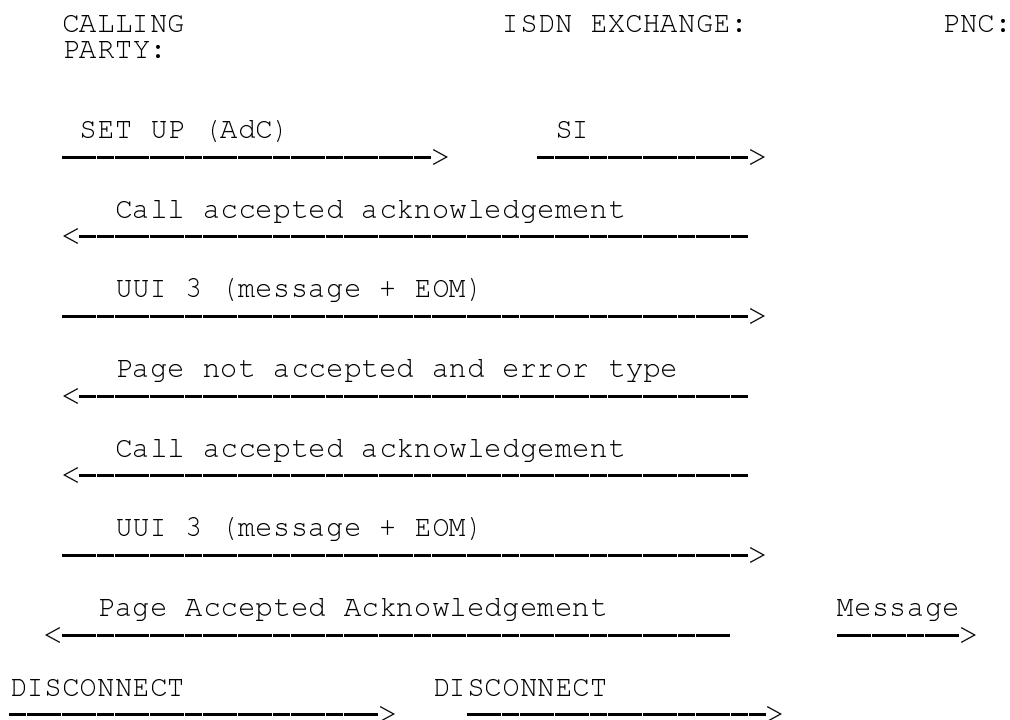 CALLING PARTY: ISDN EXCHANGE: PNC:
SET UP (AdC) SI
Call accepted acknowledgement
UUI 3 (message + EOM)
Page not accepted and error type
Call accepted acknowledgement
UUI 3 (message + EOM)
Page Accepted Acknowledgement Message
DISCONNECT DISCONNECT